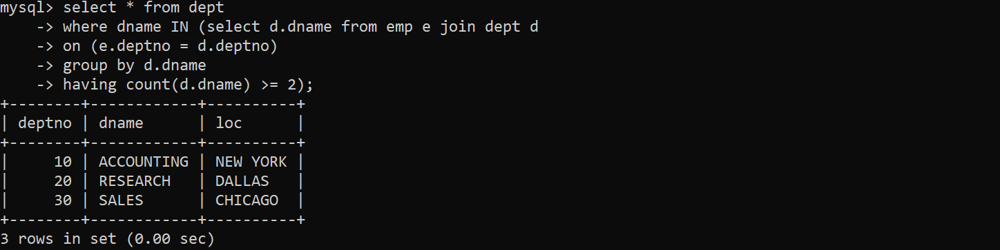 mysql> select * from dept
    -> where dname IN (select d.dname from emp e join dept d
    -> on (e.deptno = d.deptno)
    -> group by d.dname
    -> having count(d.dname) >= 2);
+--------+------------+----------+
| deptno | dname      | loc      |
+--------+------------+----------+
|     10 | ACCOUNTING | NEW YORK |
|     20 | RESEARCH   | DALLAS   |
|     30 | SALES      | CHICAGO  |
+--------+------------+----------+
3 rows in set (0.00 sec)